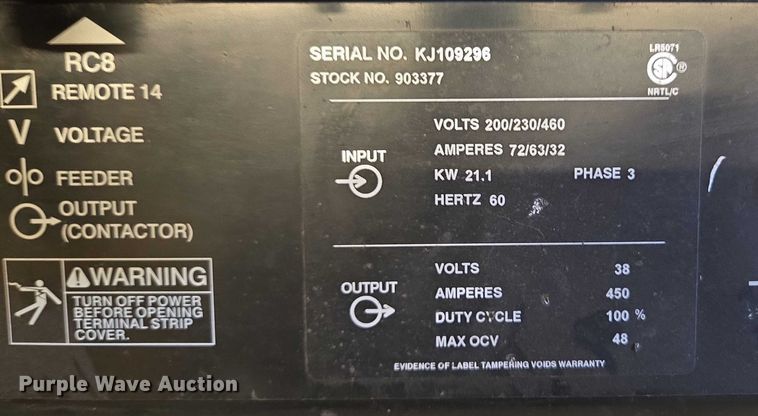 RC8
REMOTE 14
V VOLTAGE
FEEDER
OUTPUT
(CONTACTOR)
WARNING
TURN OFF POWER
BEFORE OPENING
TERMINAL STRIP
COVER.
SERIAL NO. KJ109296
STOCK NO. 903377
LR5071
NRTL/C
INPUT
VOLTS 200/230/460
AMPERES 72/63/32
KW 21.1 PHASE 3
HERTZ 60
OUTPUT
VOLTS 38
AMPERES 450
DUTY CYCLE 100 %
MAX OCV 48
EVIDENCE OF LABEL TAMPERING VOIDS WARRANTY
Purple Wave Auction